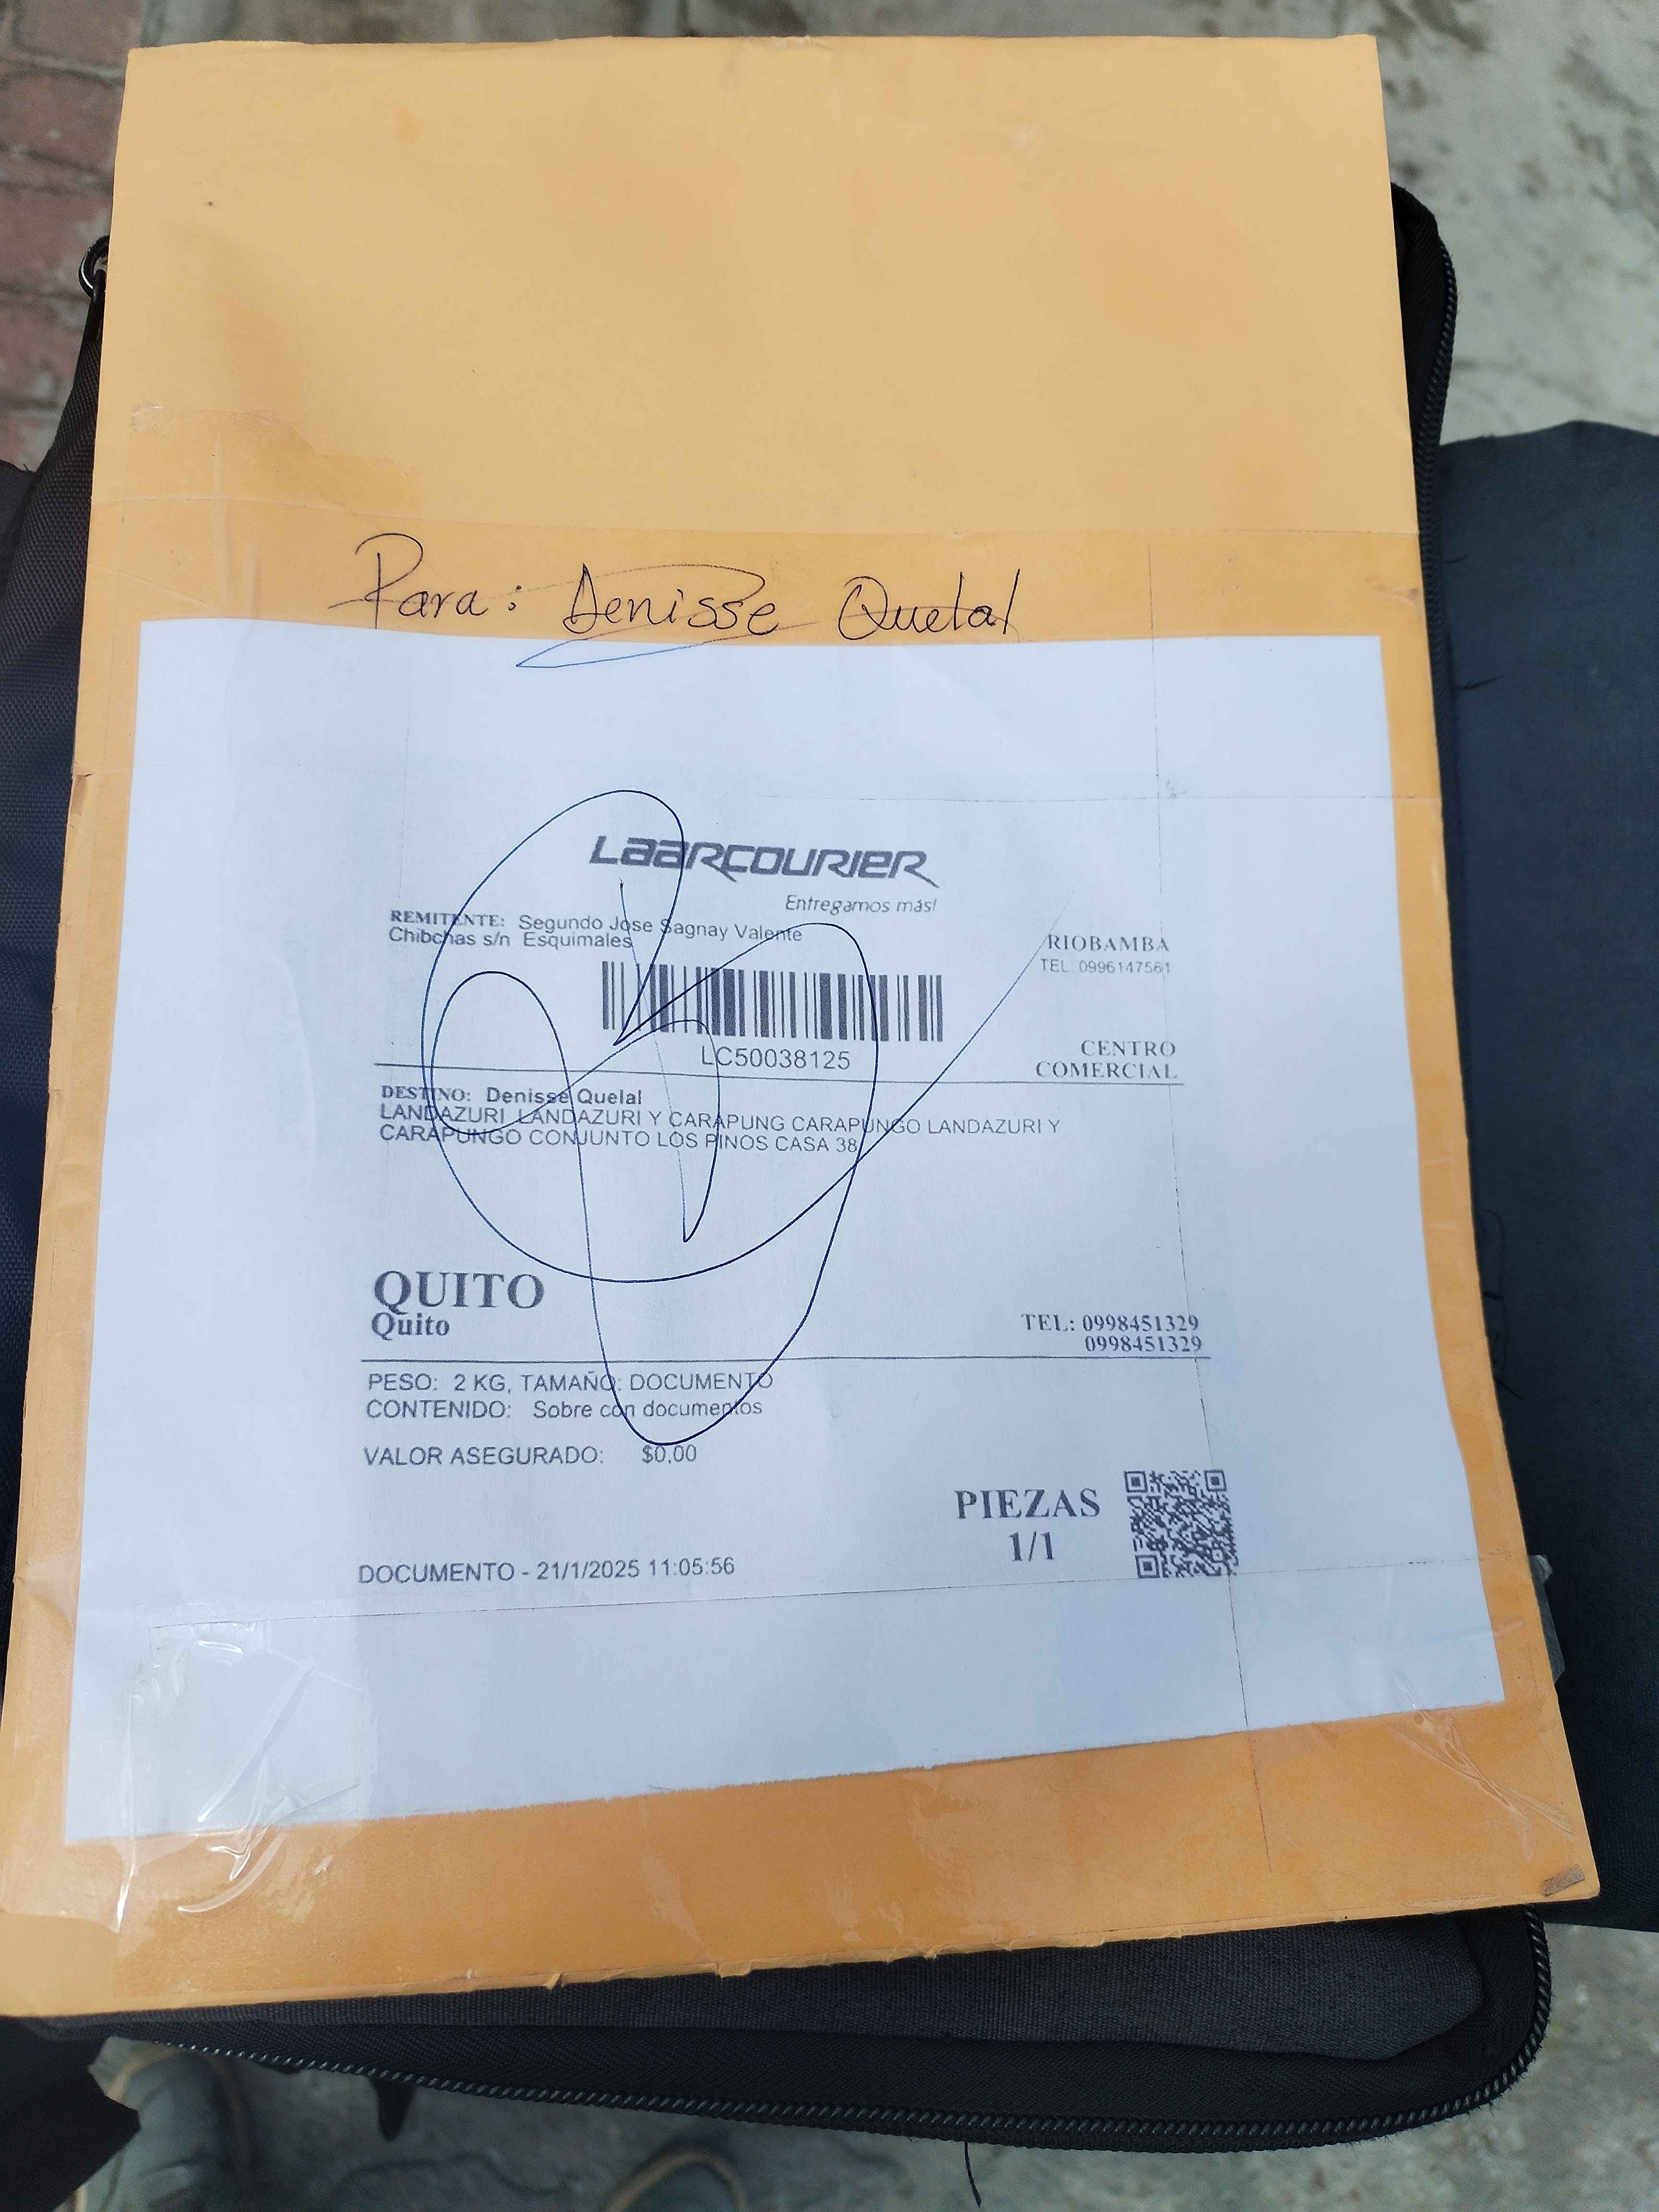 Para: Denisse Quelal
LaaRCOURIER
Entregamos más!
REMITENTE: Segundo Jose Sagnay Valente
Chibchas s/n Esquimales
RIOBAMBA
TEL: 0996147561
LC50038125
CENTRO
COMERCIAL
DESTINO: Denisse Quelal
LANDAZURI LANDAZURI Y CARAPUNG CARAPUNGO LANDAZURI Y
CARAPUNGO CONJUNTO LOS PINOS CASA 38
QUITO
Quito
TEL: 0998451329
0998451329
PESO: 2 KG, TAMAÑO: DOCUMENTO
CONTENIDO: Sobre con documentos
VALOR ASEGURADO: $0,00
PIEZAS
1/1
DOCUMENTO - 21/1/2025 11:05:56